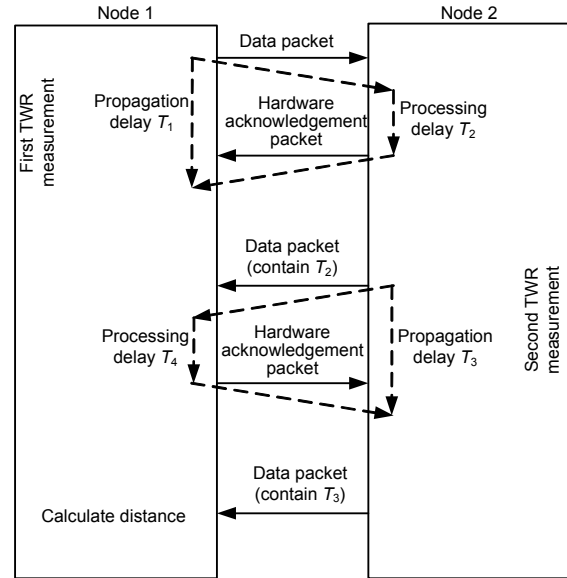 Node 1
Node 2
Data packet
First TWR
measurement
Propagation
delay T1
Hardware
acknowledgement
packet
Processing
delay T2
Data packet
(contain T2)
Processing
delay T4
Hardware
acknowledgement
packet
Propagation
delay T3
Second TWR
measurement
Data packet
(contain T3)
Calculate distance